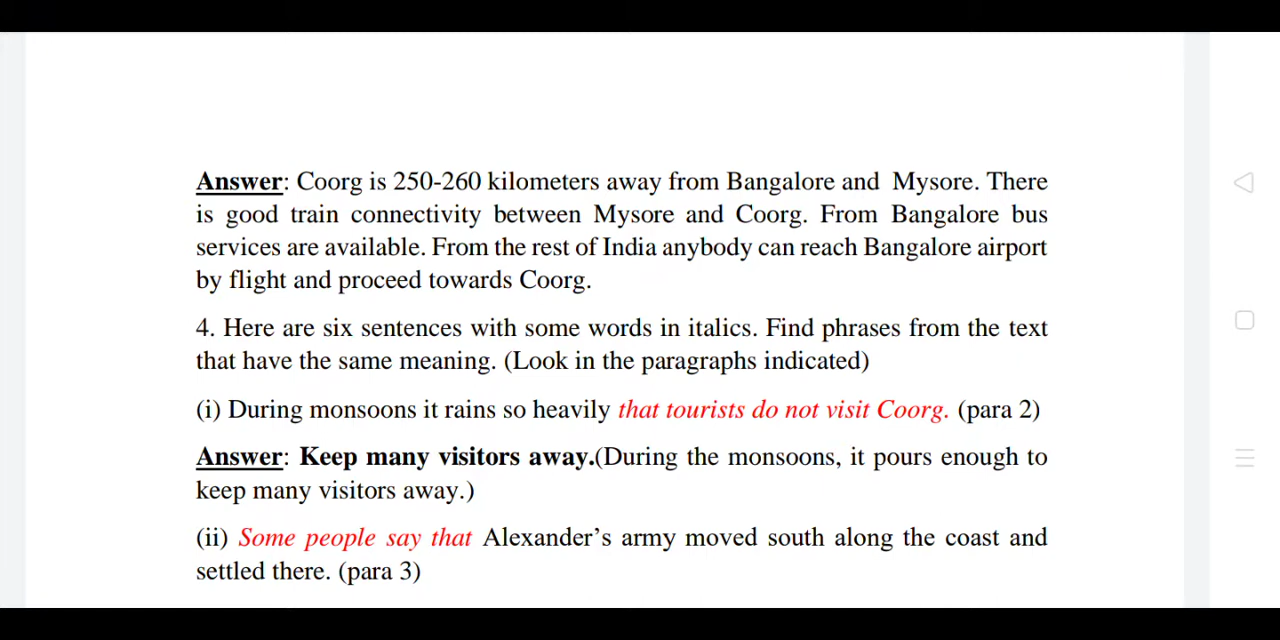 Answer: Coorg is 250-260 kilometers away from Bangalore and Mysore. There
is good train connectivity between Mysore and Coorg. From Bangalore bus
services are available. From the rest of India anybody can reach Bangalore airport
by flight and proceed towards Coorg.
4. Here are six sentences with some words in italics. Find phrases from the text
that have the same meaning. (Look in the paragraphs indicated)
(i) During monsoons it rains so heavily that tourists do not visit Coorg. (para 2)
Answer: Keep many visitors away.(During the monsoons, it pours enough to
keep many visitors away.)
(ii) Some people say that Alexander’s army moved south along the coast and
settled there. (para 3)